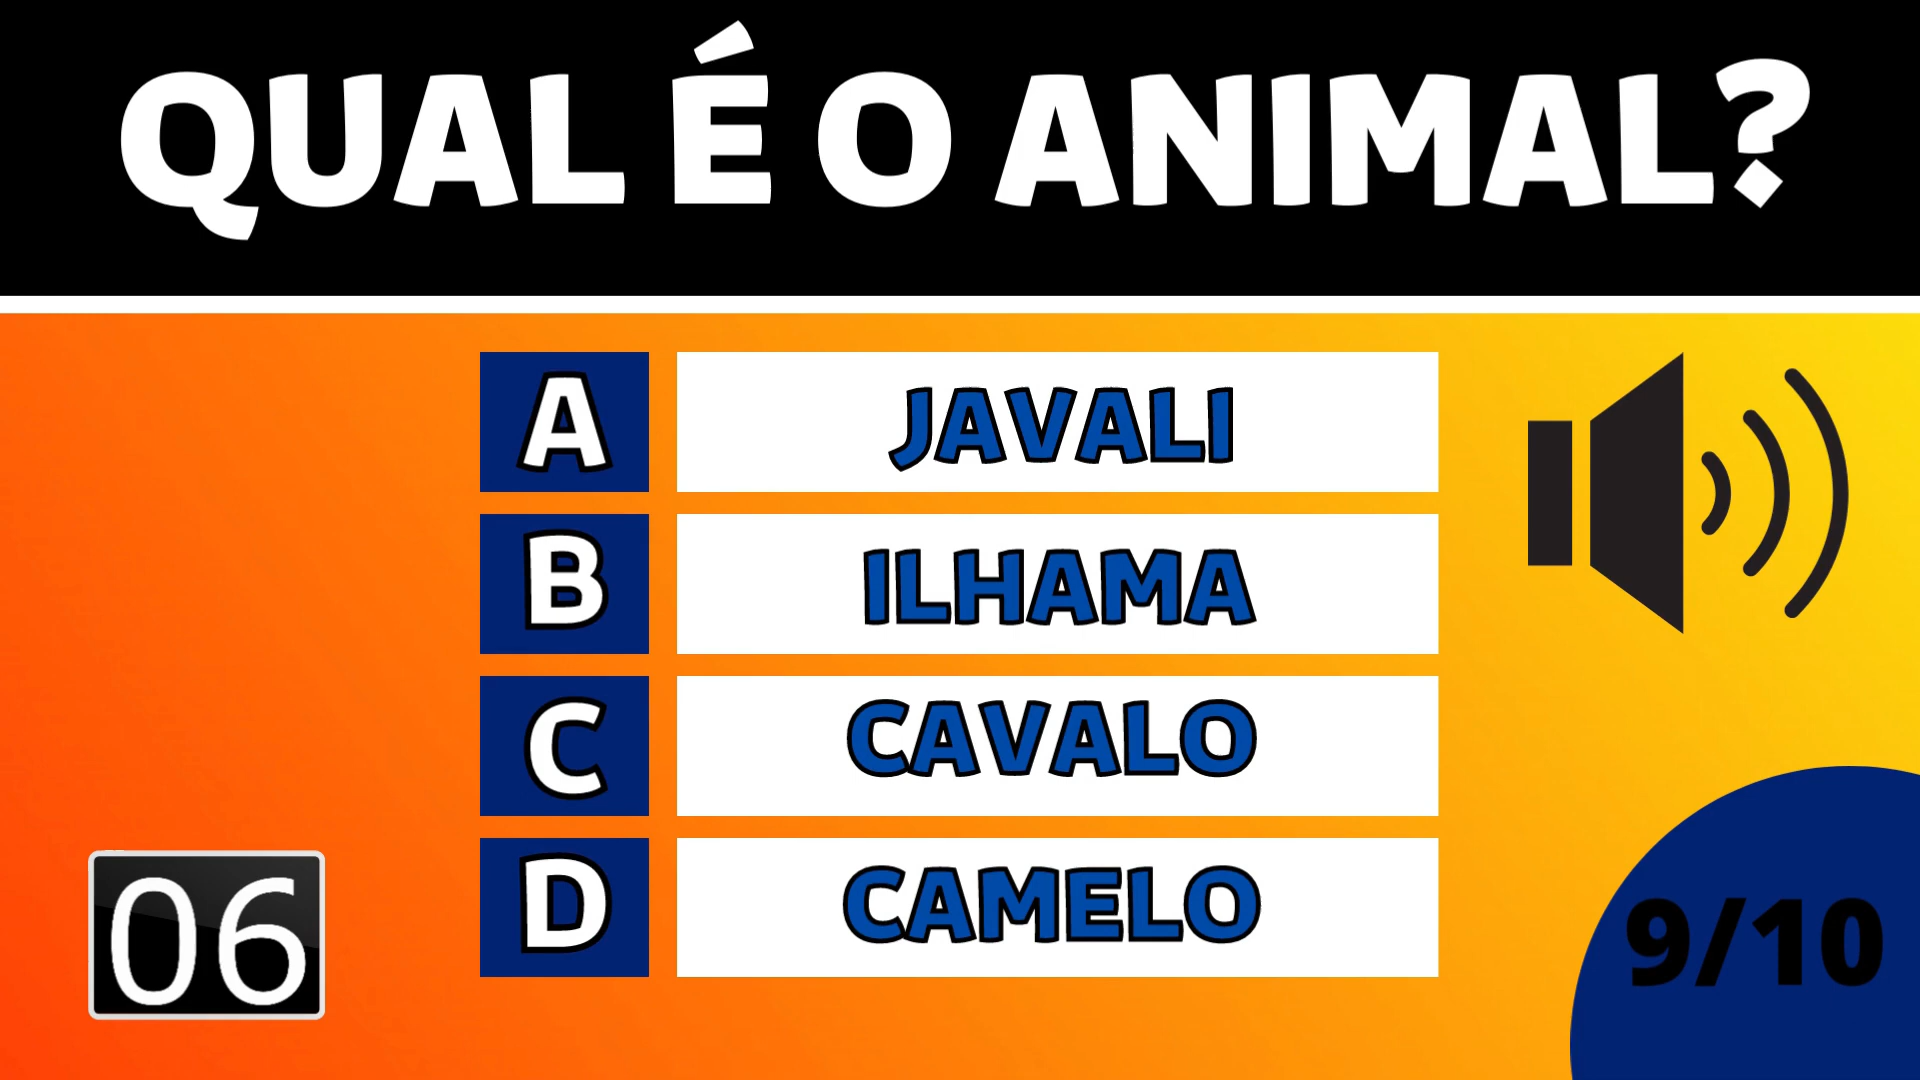 QUAL É O ANIMAL?
A JAVALI
B ILHAMA
C CAVALO
D CAMELO
06
9/10